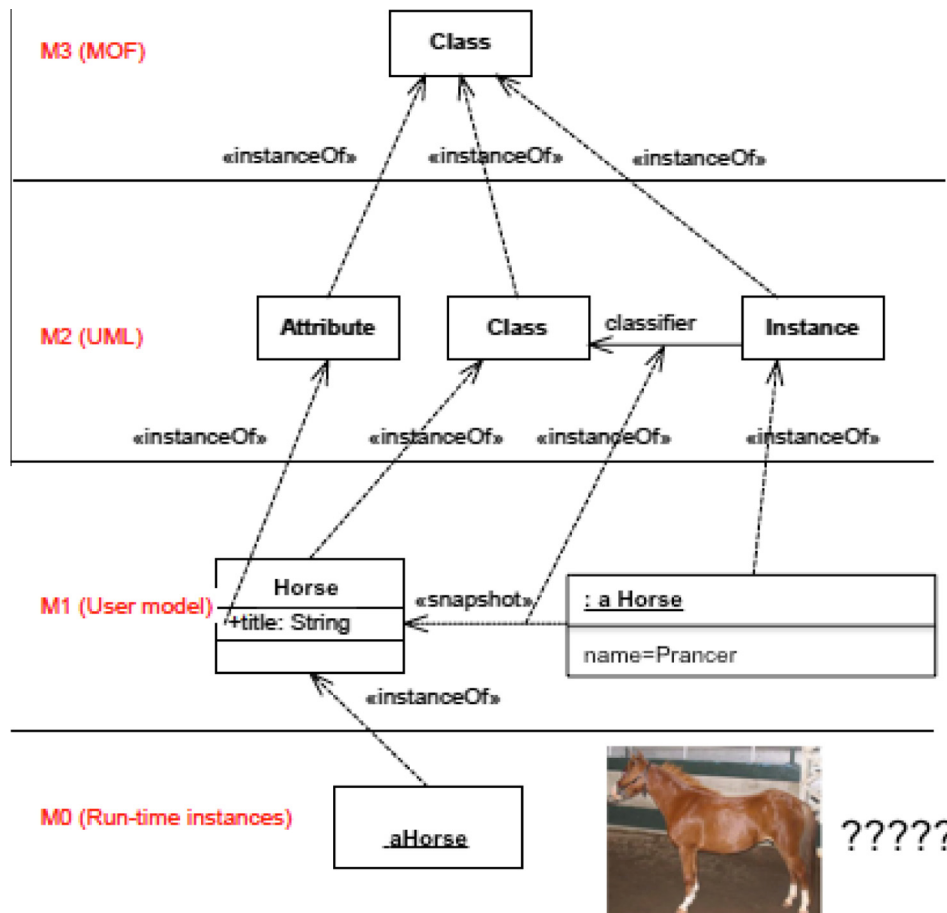 M3 (MOF)
Class
«instanceOf»
«instanceOf»
«instanceOf»
M2 (UML)
Attribute
Class
classifier
Instance
«instanceOf»
«instanceOf»
«instanceOf»
«instanceOf»
M1 (User model)
Horse
+title: String
«snapshot»
: a Horse
name=Prancer
«instanceOf»
M0 (Run-time instances)
aHorse
?????